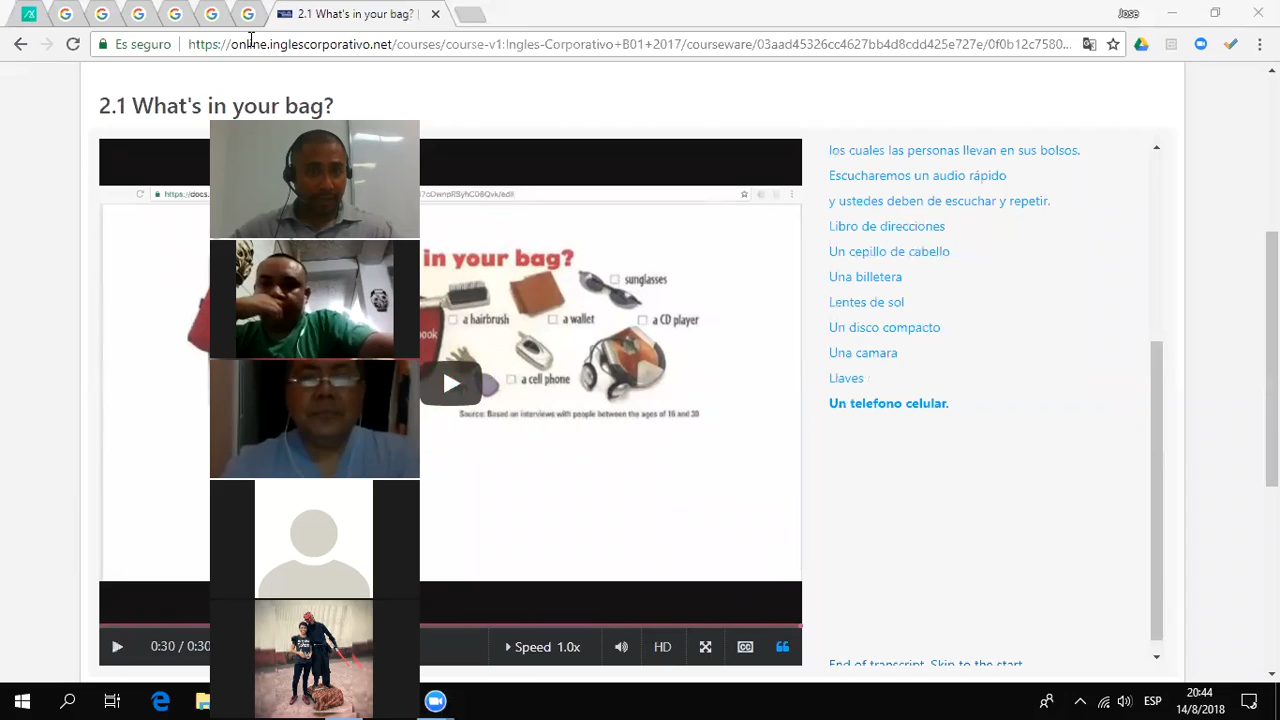 2.1 What's in your bag?
Jose
Es seguro
https://online.inglescorporativo.net/courses/course-v1:Ingles-Corporativo+B01+2017/courseware/03aad45326cc4627bb4d8cdd425e727e/0f0b12c7580...
2.1 What's in your bag?
https://docs.
in your bag?
sunglasses
a hairbrush
a wallet
a CD player
book
a cell phone
Source: Based on interviews with people between the ages of 16 and 30
los cuales las personas llevan en sus bolsos.
Escucharemos un audio rápido
y ustedes deben de escuchar y repetir.
Libro de direcciones
Un cepillo de cabello
Una billetera
Lentes de sol
Un disco compacto
Una camara
Llaves
Un telefono celular.
End of transcript. Skip to the start.
0:30 / 0:30
Speed 1.0x
HD
ESP
20:44
14/8/2018